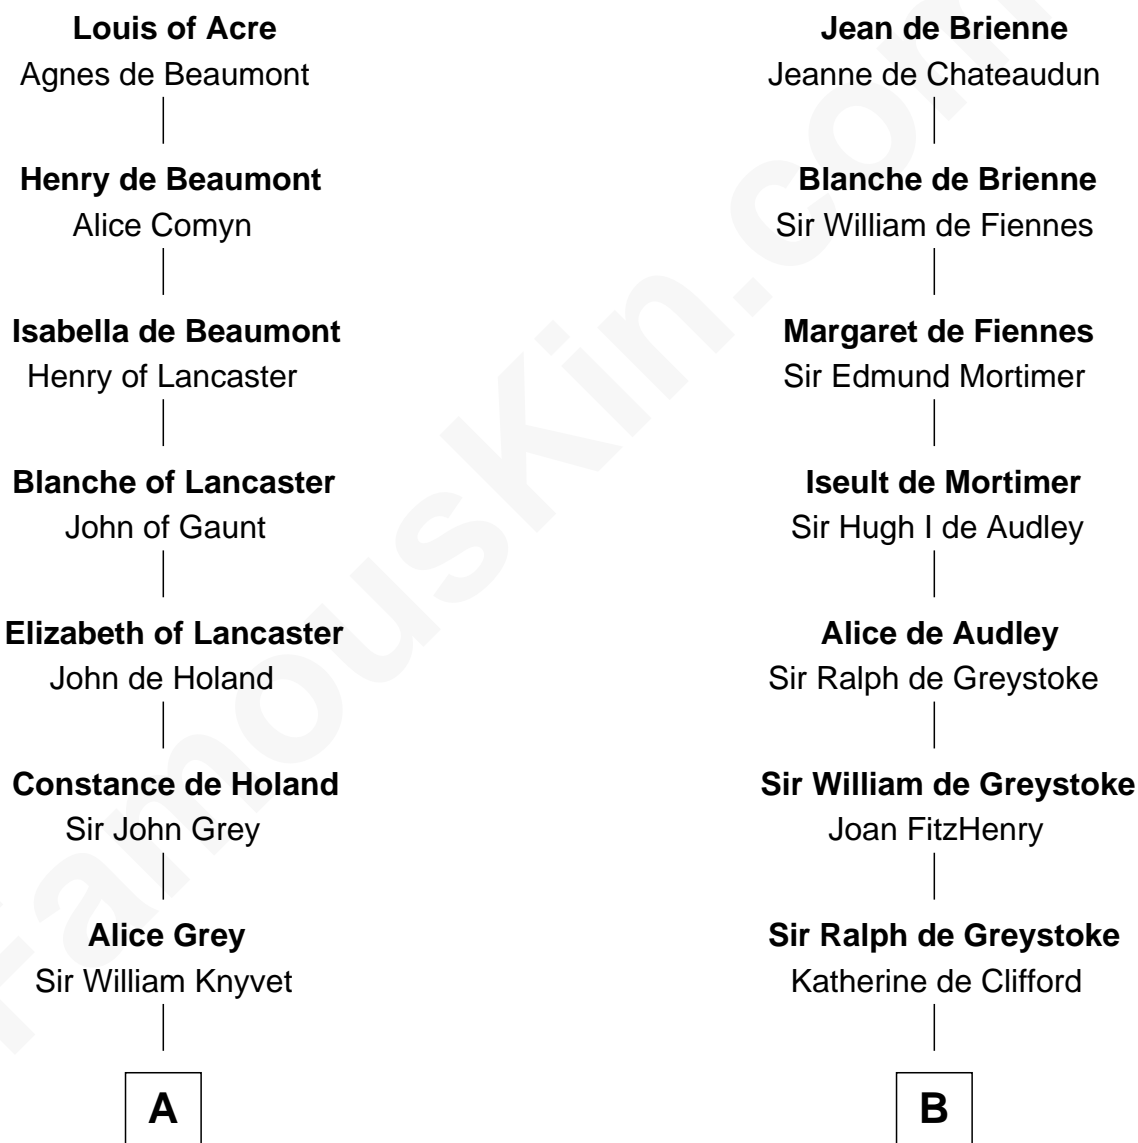 Louis of Acre
Agnes de Beaumont
Henry de Beaumont
Alice Comyn
Isabella de Beaumont
Henry of Lancaster
Blanche of Lancaster
John of Gaunt
Elizabeth of Lancaster
John de Holand
Constance de Holand
Sir John Grey
Alice Grey
Sir William Knyvet
A
Jean de Brienne
Jeanne de Chateaudun
Blanche de Brienne
Sir William de Fiennes
Margaret de Fiennes
Sir Edmund Mortimer
Iseult de Mortimer
Sir Hugh I de Audley
Alice de Audley
Sir Ralph de Greystoke
Sir William de Greystoke
Joan FitzHenry
Sir Ralph de Greystoke
Katherine de Clifford
B
FamousKin.com